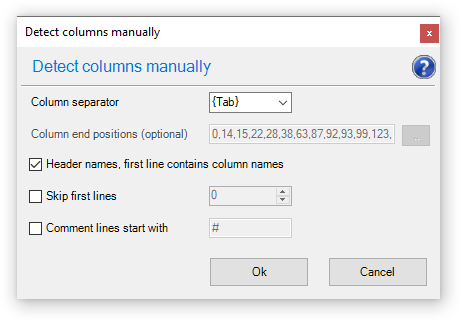 Detect columns manually
x
Detect columns manually
?
Column separator {Tab}
Column end positions (optional) 0,14,15,22,28,38,63,87,92,93,99,123, ...
Header names, first line contains column names
Skip first lines 0
Comment lines start with #
Ok Cancel